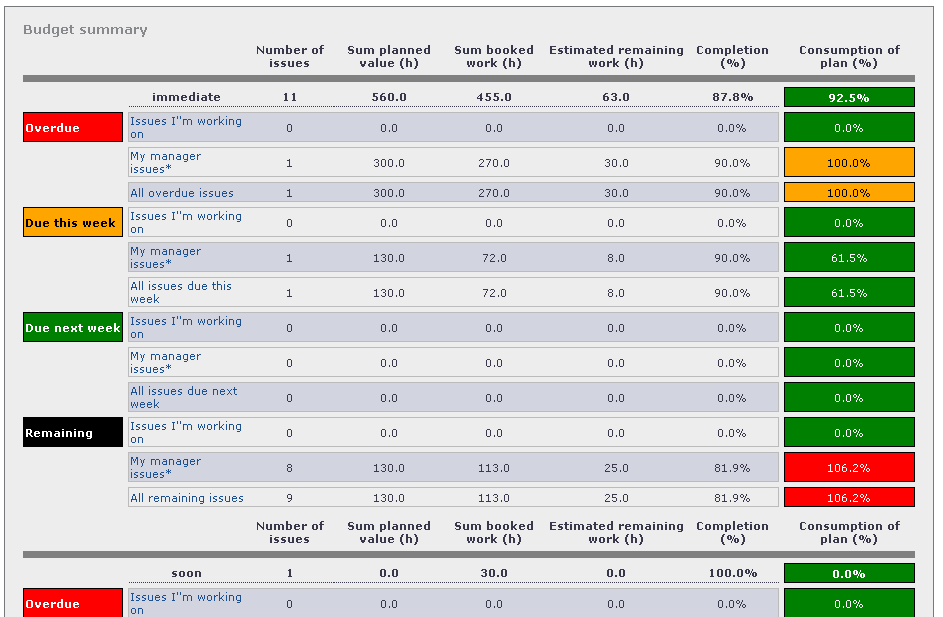 Budget summary
Number of issues Sum planned value (h) Sum booked work (h) Estimated remaining work (h) Completion (%) Consumption of plan (%)
immediate 11 560.0 455.0 63.0 87.8% 92.5%
Overdue Issues I"m working on 0 0.0 0.0 0.0 0.0% 0.0%
My manager issues* 1 300.0 270.0 30.0 90.0% 100.0%
All overdue issues 1 300.0 270.0 30.0 90.0% 100.0%
Due this week Issues I"m working on 0 0.0 0.0 0.0 0.0% 0.0%
My manager issues* 1 130.0 72.0 8.0 90.0% 61.5%
All issues due this week 1 130.0 72.0 8.0 90.0% 61.5%
Due next week Issues I"m working on 0 0.0 0.0 0.0 0.0% 0.0%
My manager issues* 0 0.0 0.0 0.0 0.0% 0.0%
All issues due next week 0 0.0 0.0 0.0 0.0% 0.0%
Remaining Issues I"m working on 0 0.0 0.0 0.0 0.0% 0.0%
My manager issues* 8 130.0 113.0 25.0 81.9% 106.2%
All remaining issues 9 130.0 113.0 25.0 81.9% 106.2%
Number of issues Sum planned value (h) Sum booked work (h) Estimated remaining work (h) Completion (%) Consumption of plan (%)
soon 1 0.0 30.0 0.0 100.0% 0.0%
Overdue Issues I"m working on 0 0.0 0.0 0.0 0.0% 0.0%